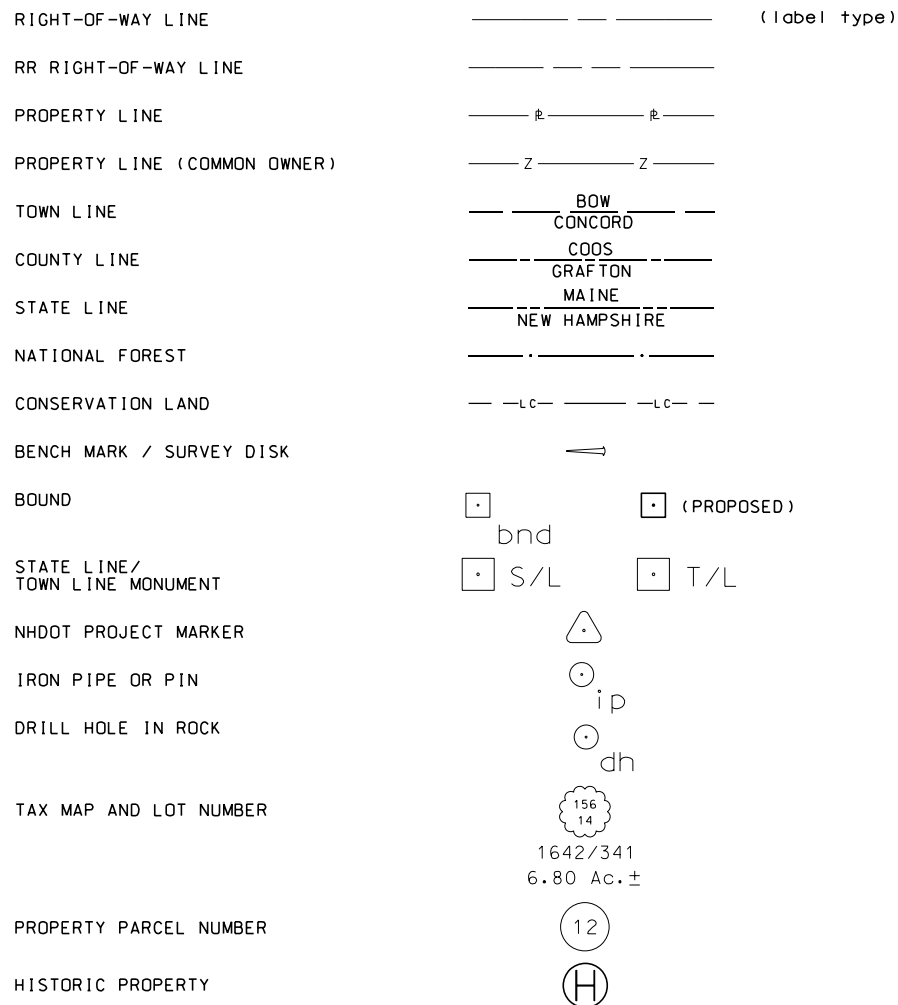 RIGHT-OF-WAY LINE (label type)
RR RIGHT-OF-WAY LINE
PROPERTY LINE ⅊ ⅊
PROPERTY LINE (COMMON OWNER) Z Z
TOWN LINE BOW
CONCORD
COUNTY LINE COOS
GRAFTON
STATE LINE MAINE
NEW HAMPSHIRE
NATIONAL FOREST
CONSERVATION LAND LC LC
BENCH MARK / SURVEY DISK
BOUND (PROPOSED)
bnd
STATE LINE/
TOWN LINE MONUMENT S/L T/L
NHDOT PROJECT MARKER
IRON PIPE OR PIN
ip
DRILL HOLE IN ROCK
dh
TAX MAP AND LOT NUMBER 156
14
1642/341
6.80 Ac.±
PROPERTY PARCEL NUMBER 12
HISTORIC PROPERTY H